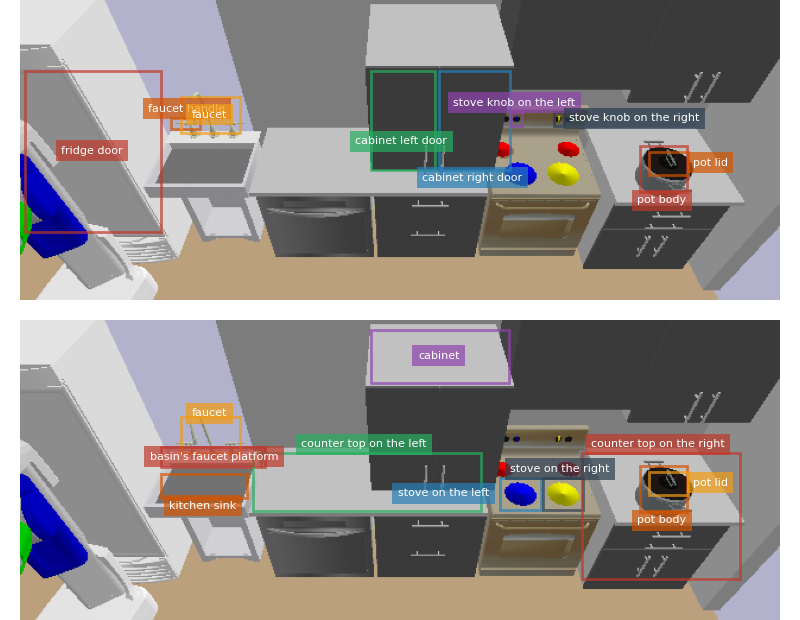 stove knob on the left
faucet handle
faucet
stove knob on the right
cabinet left door
fridge door
pot lid
cabinet right door
pot body
cabinet
faucet
counter top on the left
counter top on the right
basin's faucet platform
stove on the right
pot lid
stove on the left
kitchen sink
pot body